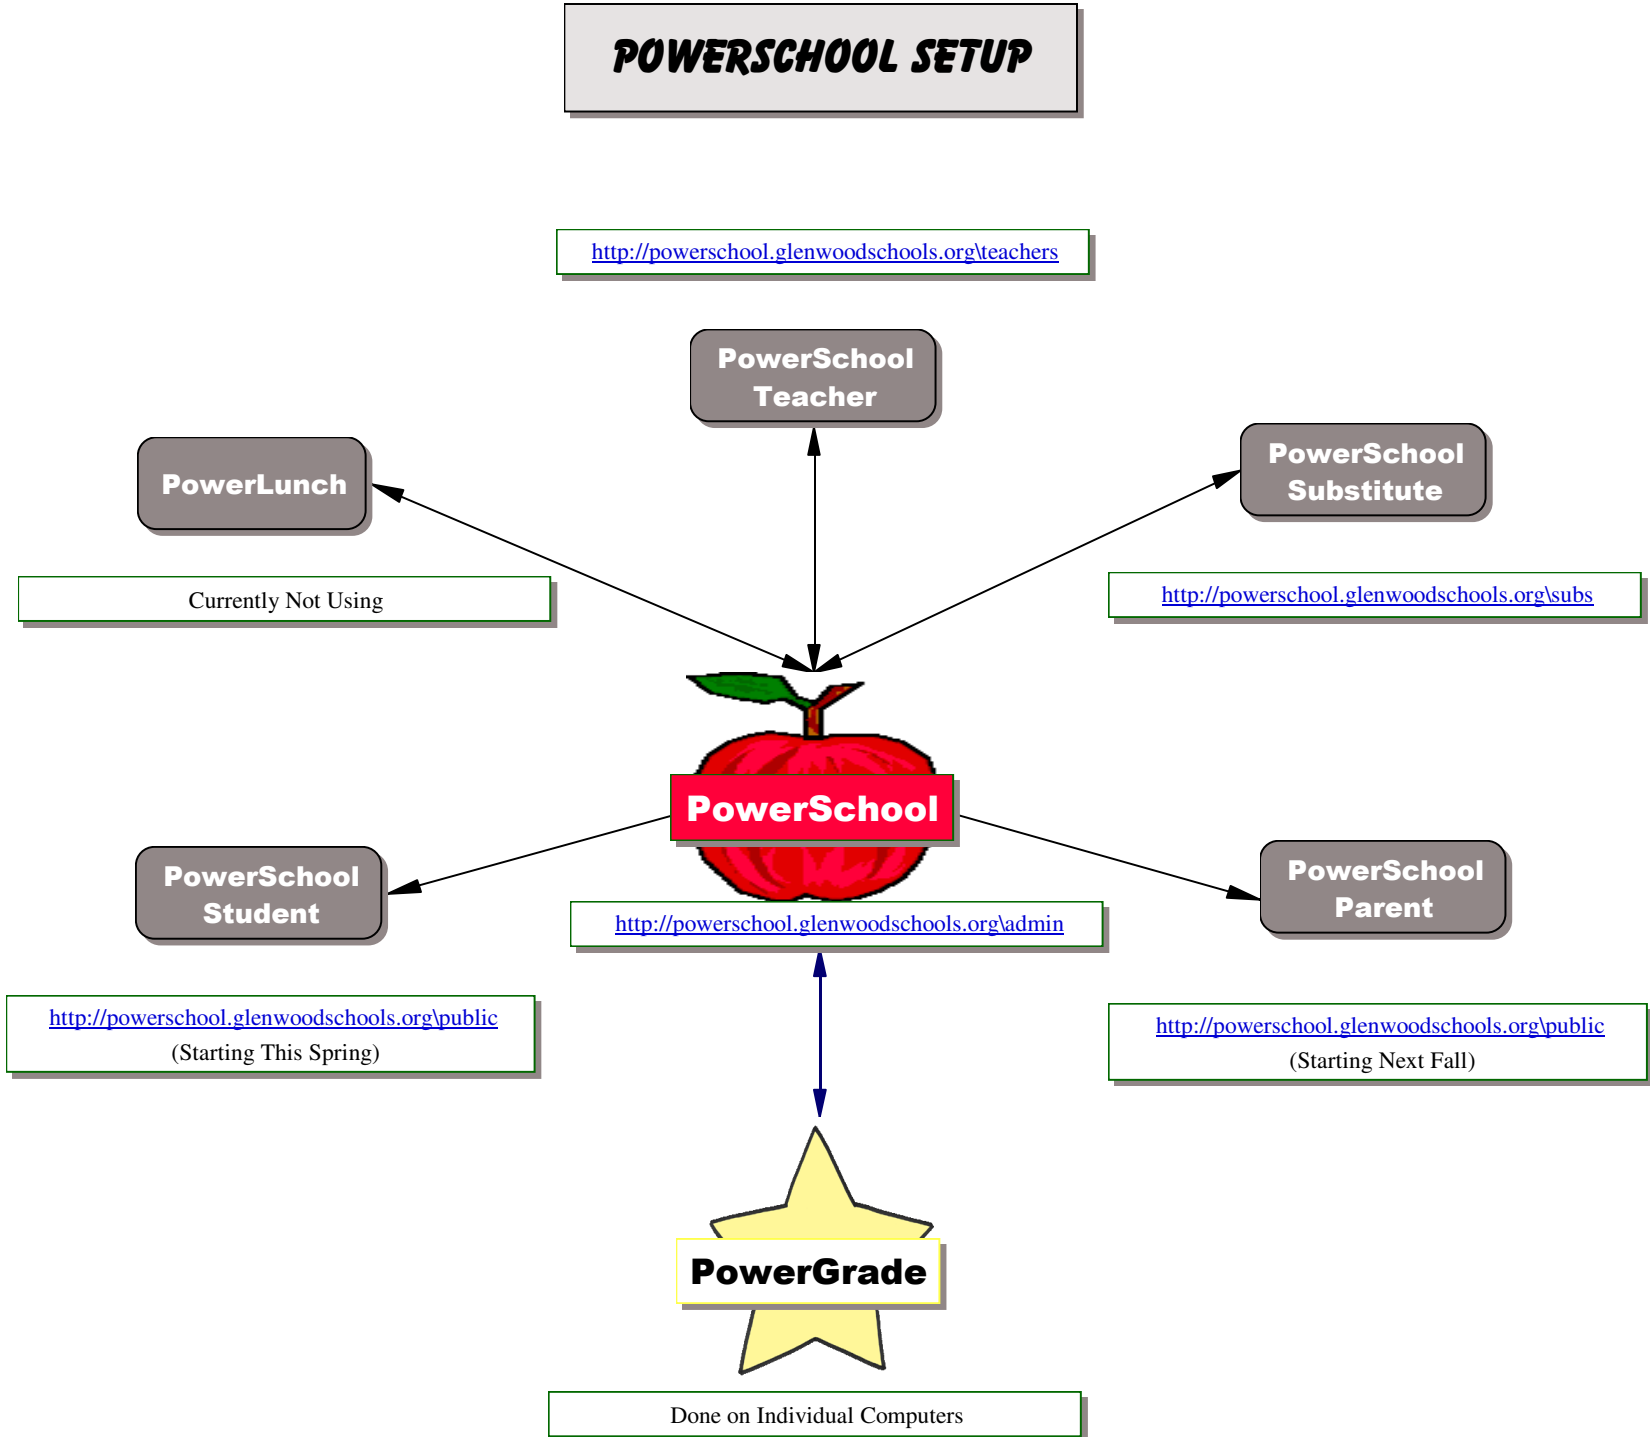 POWERSCHOOL SETUP
http://powerschool.glenwoodschools.org\teachers
PowerSchool
Teacher
PowerLunch
PowerSchool
Substitute
Currently Not Using
http://powerschool.glenwoodschools.org\subs
PowerSchool
PowerSchool
Student
PowerSchool
Parent
http://powerschool.glenwoodschools.org\admin
http://powerschool.glenwoodschools.org\public
(Starting This Spring)
http://powerschool.glenwoodschools.org\public
(Starting Next Fall)
PowerGrade
Done on Individual Computers